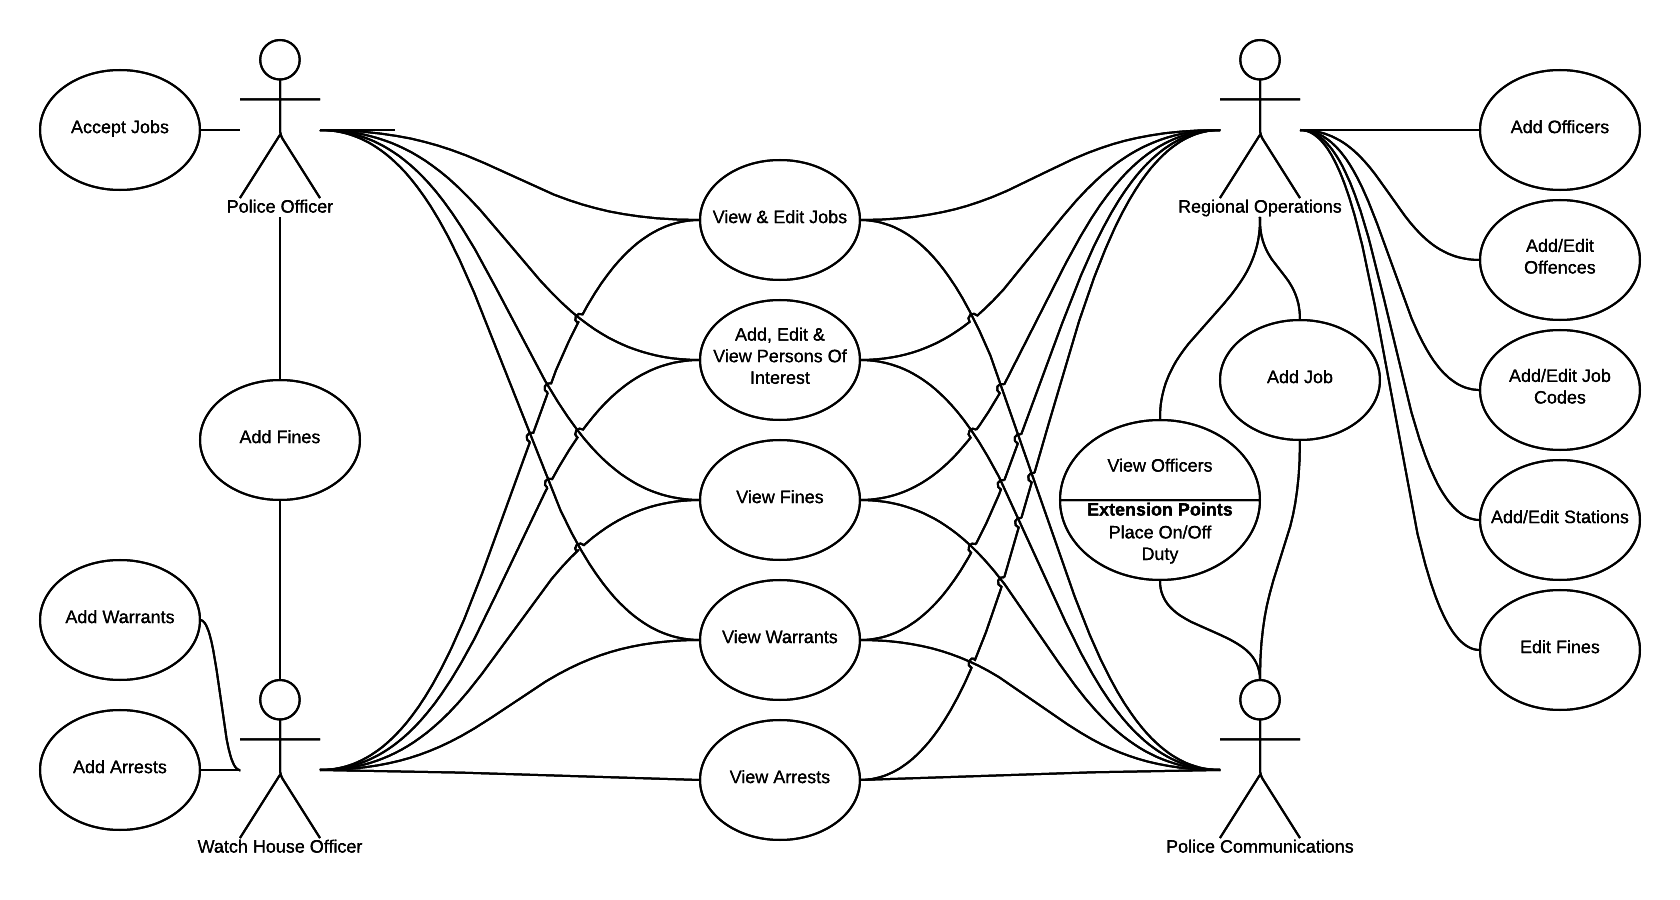 Accept Jobs
Police Officer
Add Fines
Add Warrants
Add Arrests
Watch House Officer
View & Edit Jobs
Add, Edit &
View Persons Of
Interest
View Fines
View Warrants
View Arrests
Regional Operations
Add Job
View Officers
Extension Points
Place On/Off
Duty
Police Communications
Add Officers
Add/Edit
Offences
Add/Edit Job
Codes
Add/Edit Stations
Edit Fines